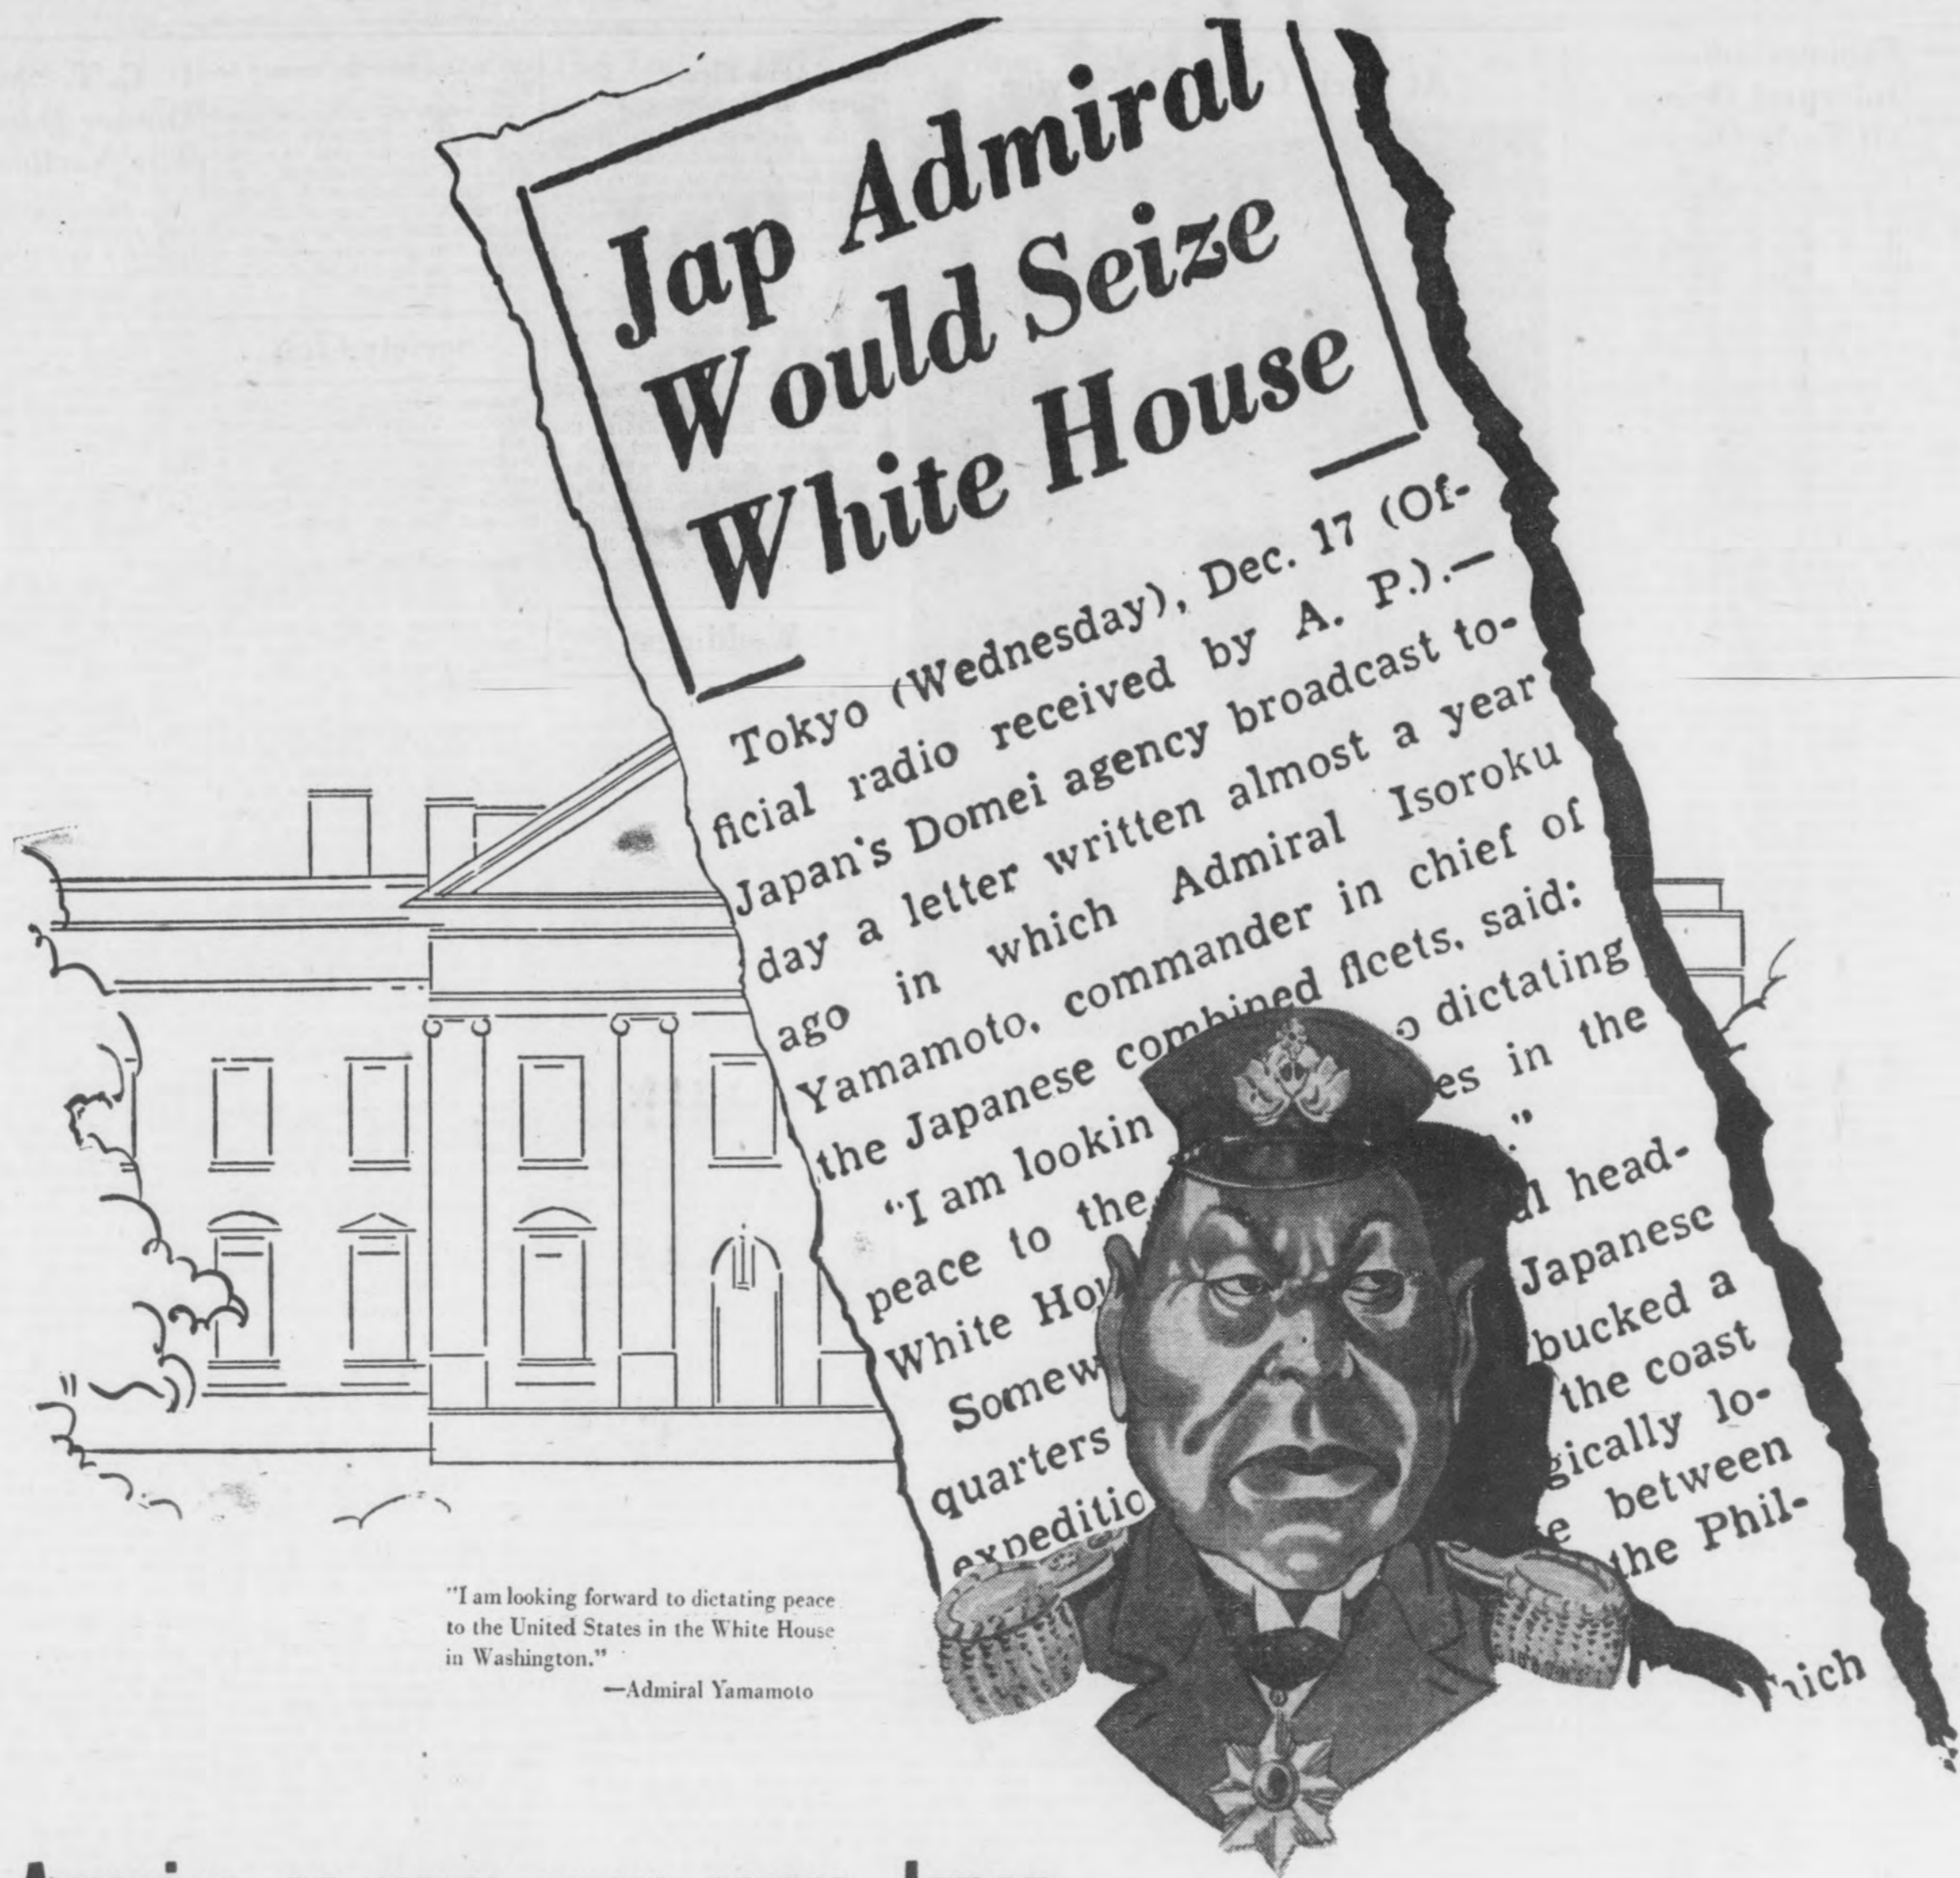 Jap Admiral
Would Seize
White House
Tokyo (Wednesday), Dec. 17 (Of-
ficial radio received by A. P.).—
Japan's Domei agency broadcast to-
day a letter written almost a year
ago in which Admiral Isoroku
Yamamoto, commander in chief of
the Japanese combined fleets, said:
"I am lookin o dictating
peace to the es in the
White Hou ."
Somew al head-
quarters Japanese
expeditio bucked a
the coast
gically lo-
e between
the Phil-
hich
"I am looking forward to dictating peace
to the United States in the White House
in Washington."
—Admiral Yamamoto